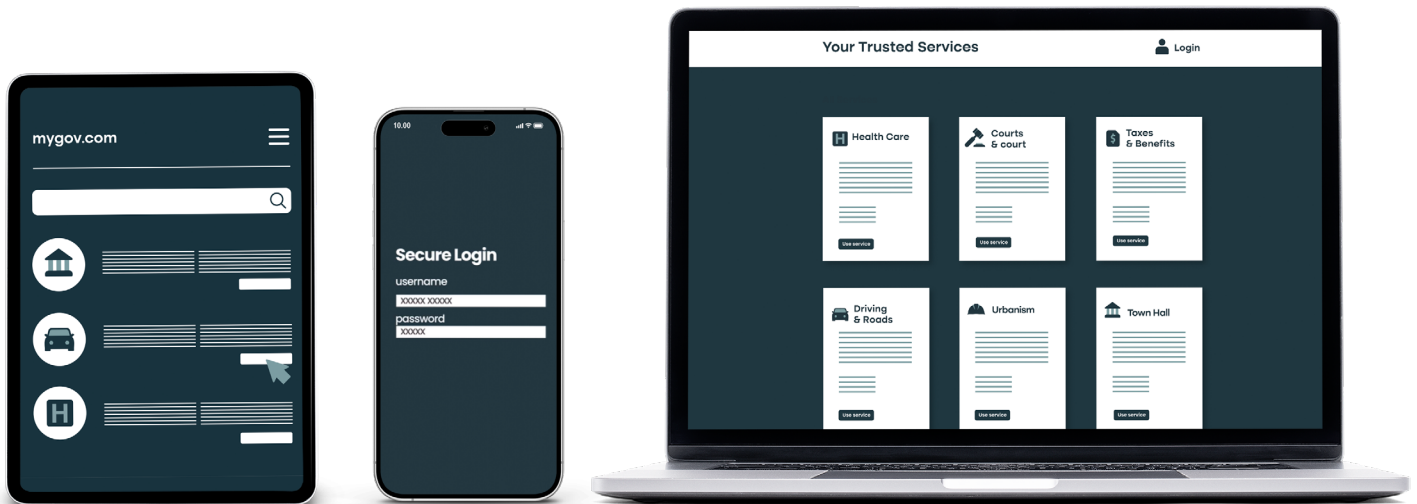 mygov.com
H
10.00
Secure Login
username
XXXXX XXXXX
password
XXXXX
Your Trusted Services
Login
H Health Care
Courts
& court
$ Taxes
& Benefits
Use service
Use service
Use service
Driving
& Roads
Urbanism
Town Hall
Use service
Use service
Use service